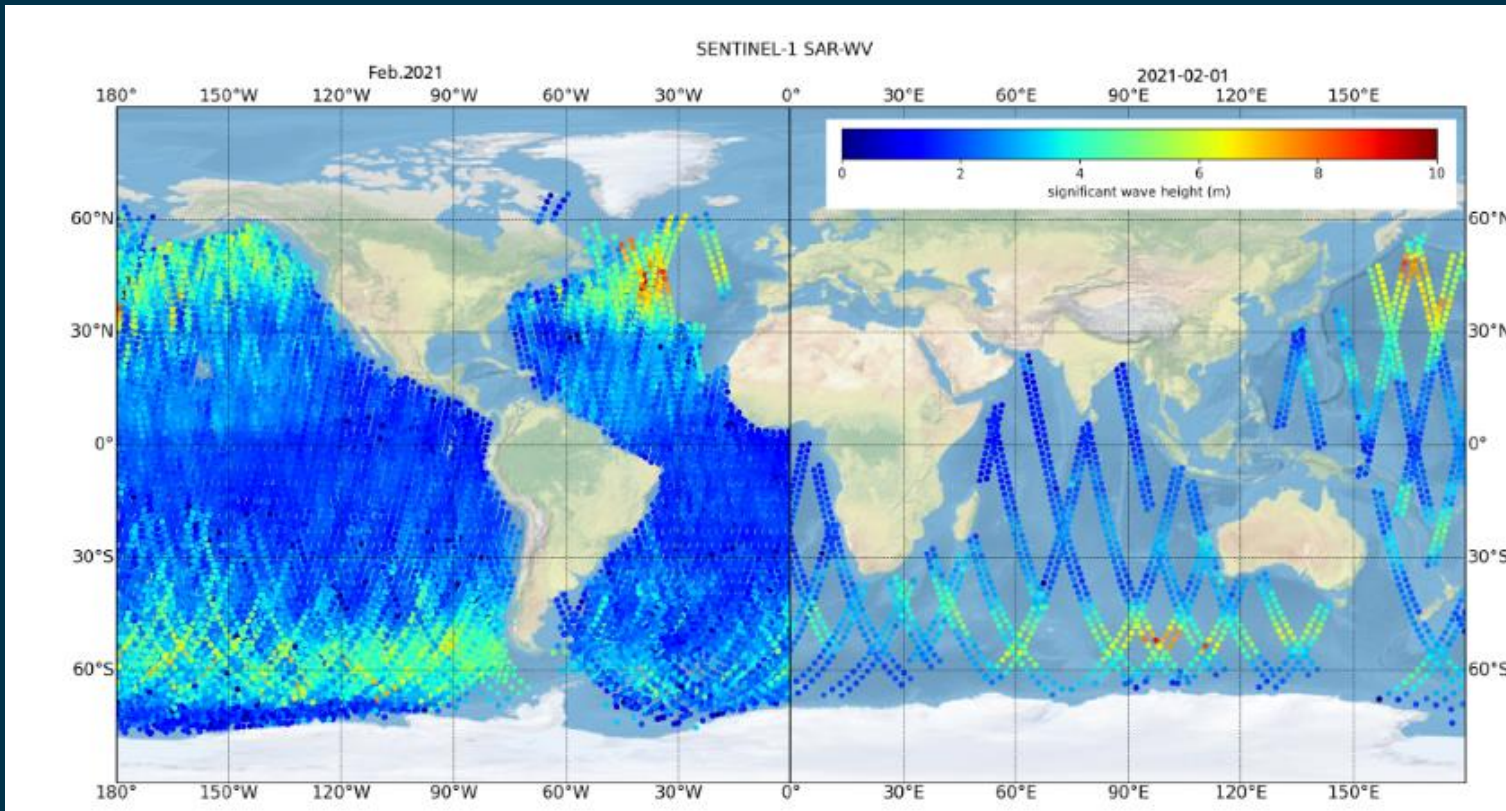 SENTINEL-1 SAR-WV
Feb.2021 2021-02-01
180° 150°W 120°W 90°W 60°W 30°W 0° 30°E 60°E 90°E 120°E 150°E
0 2 4 6 8 10
significant wave height (m)
60°N 60°N
30°N 30°N
0° 0°
30°S 30°S
60°S 60°S
180° 150°W 120°W 90°W 60°W 30°W 0° 30°E 60°E 90°E 120°E 150°E